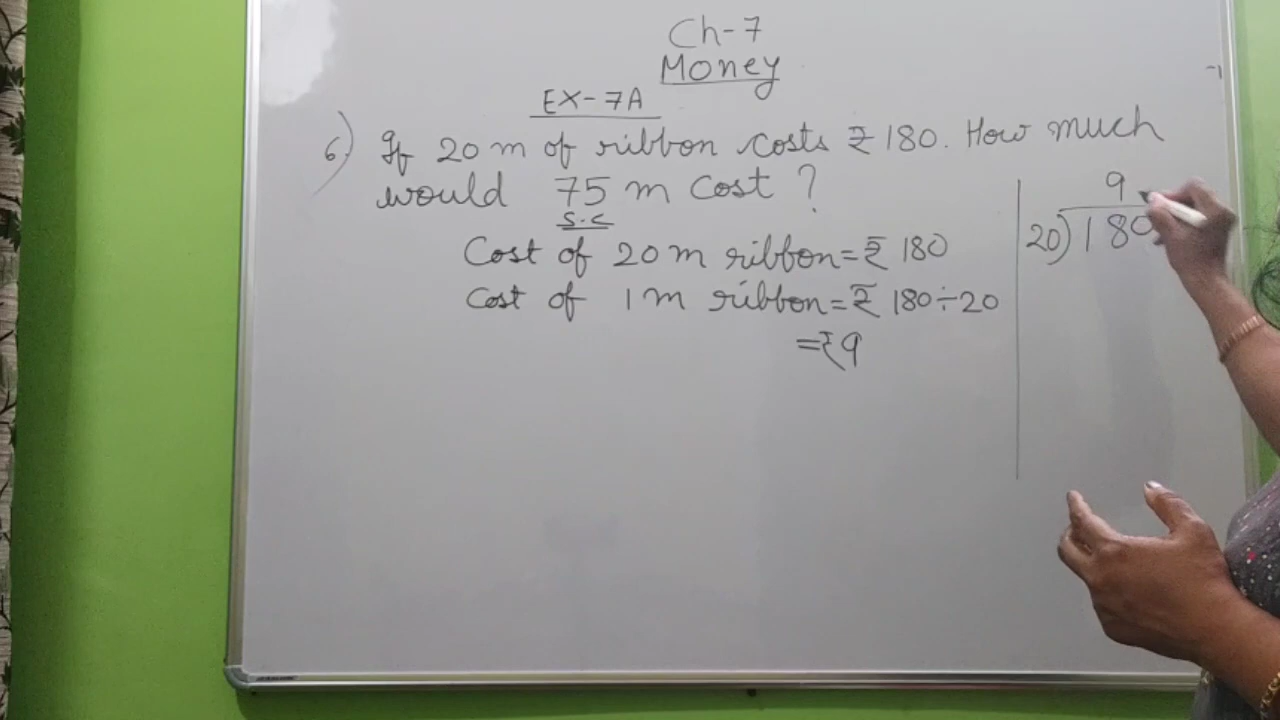 Ch-7
Money
EX-7A
6.) If 20 m of ribbon costs ₹ 180. How much
would 75 m cost ?
S.C
Cost of 20 m ribbon = ₹ 180
Cost of 1 m ribbon = ₹ 180÷20
=₹9
9
20)180